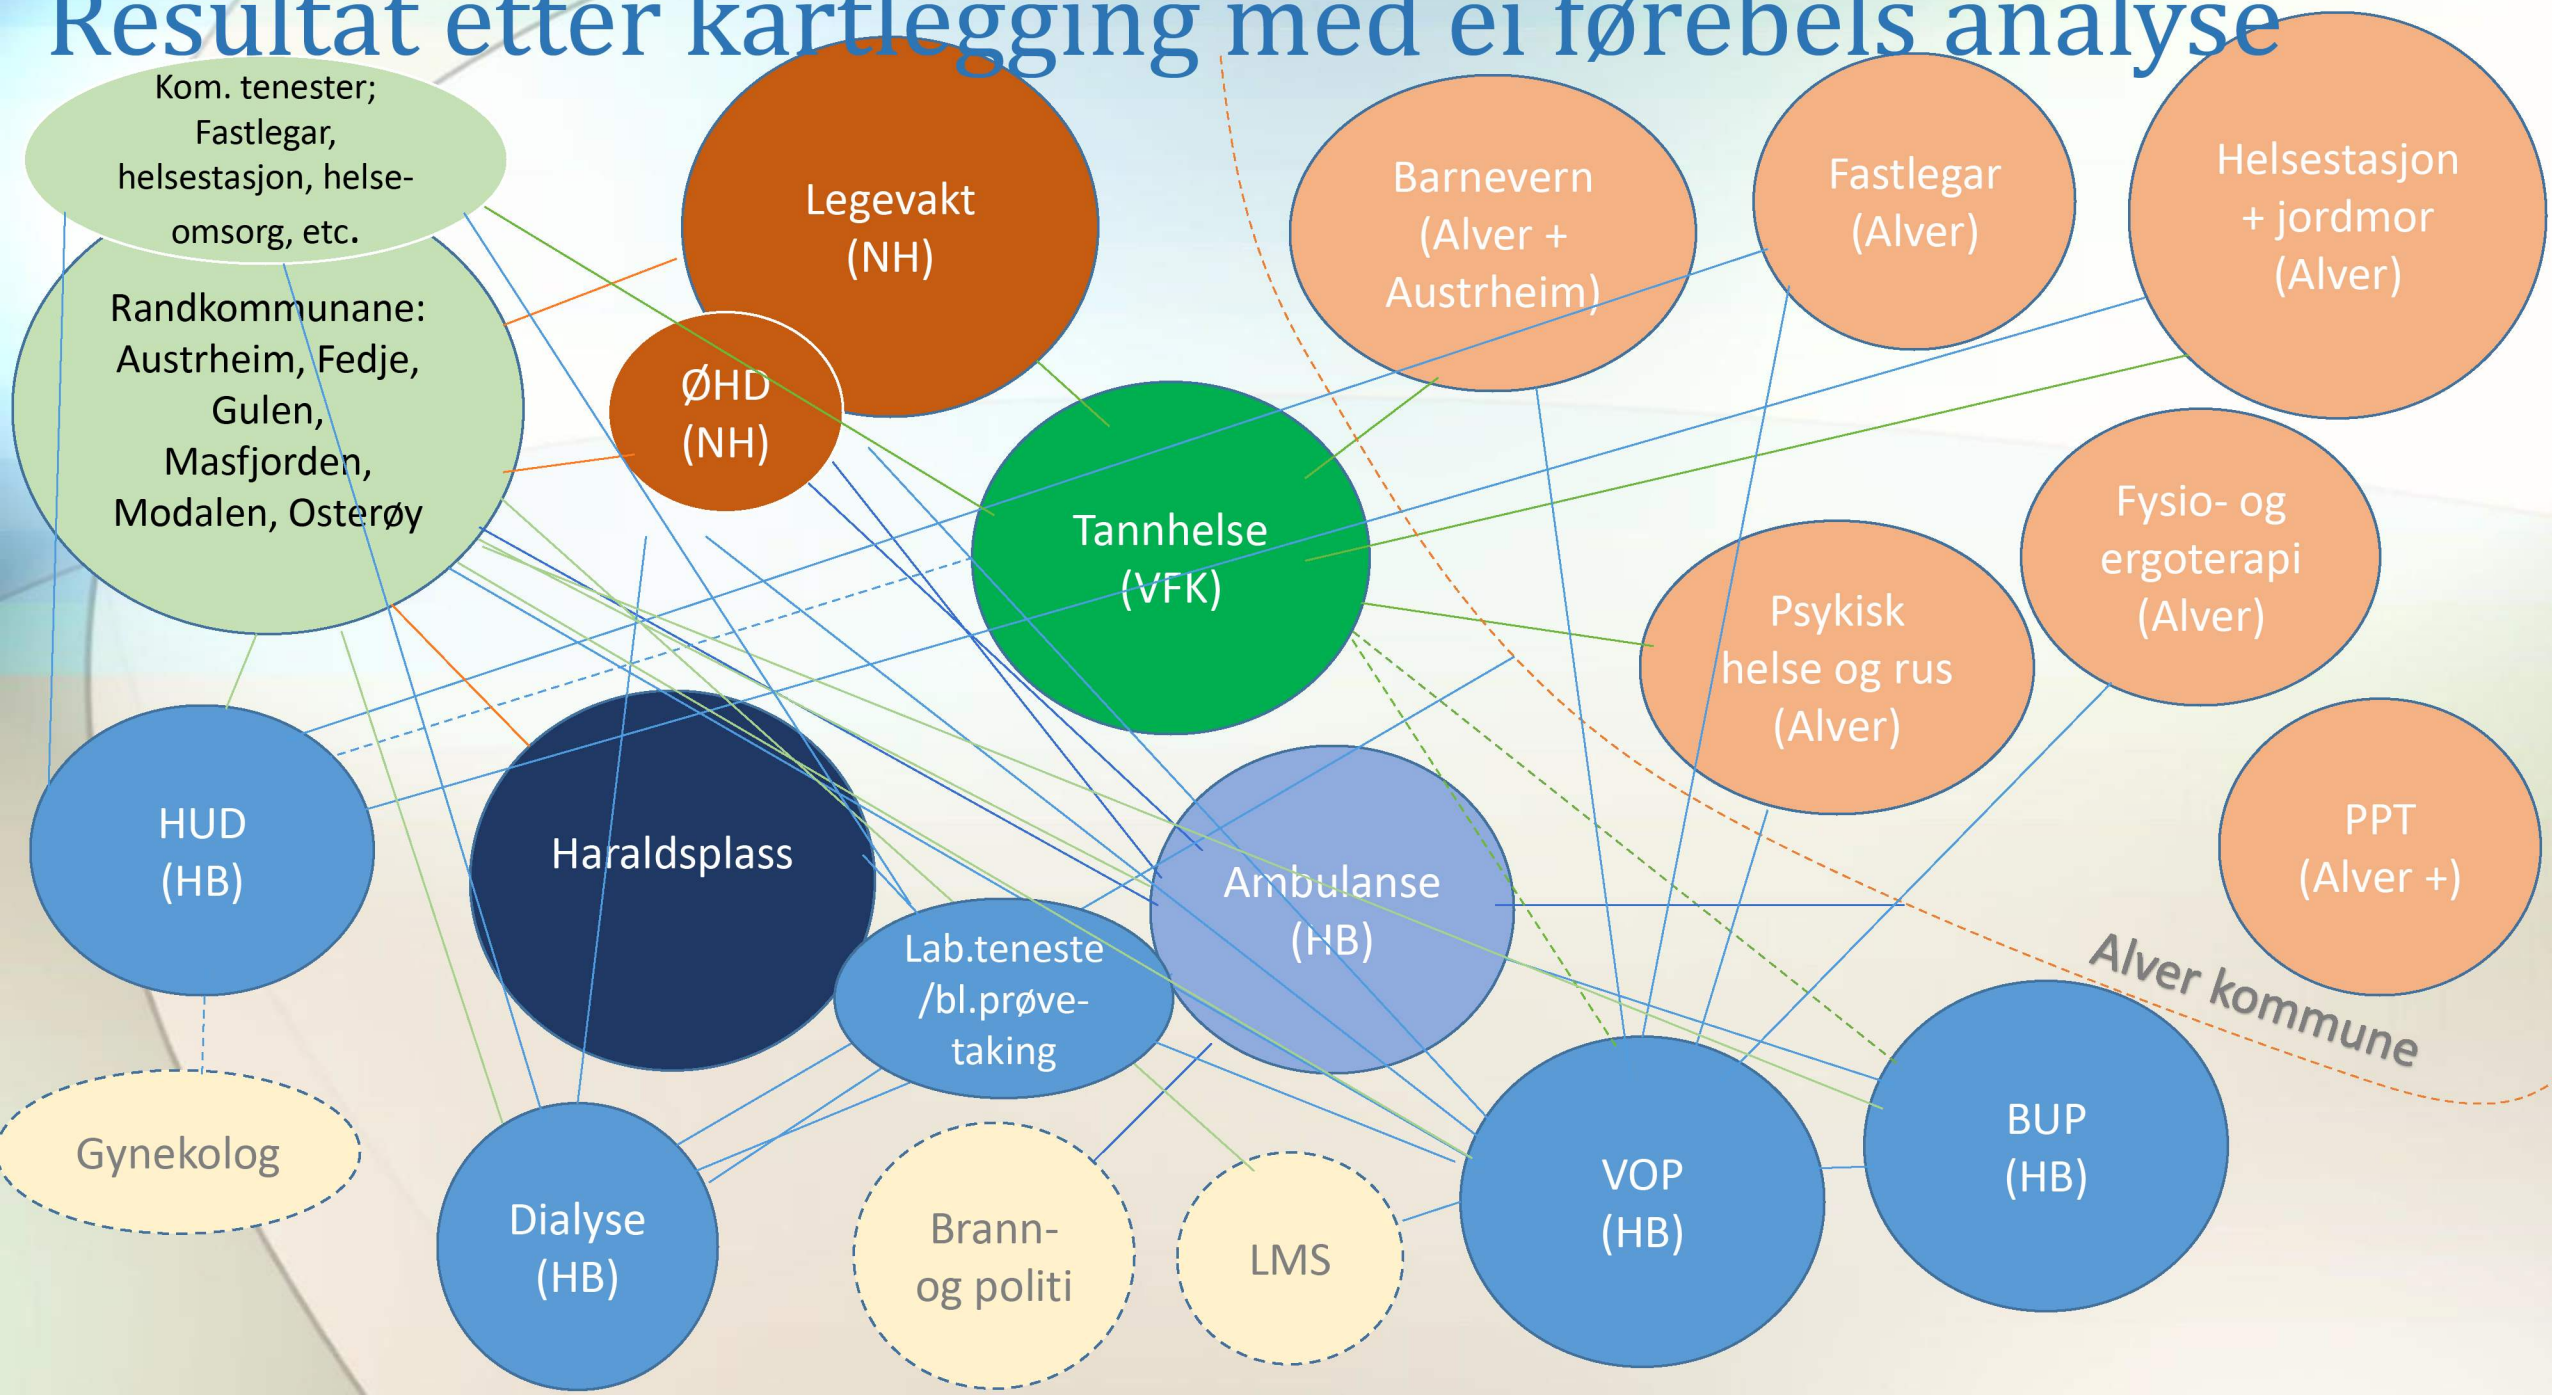 Resultat etter kartlegging med ei førebels analyse
Kom. tenester;
Fastlegar,
helsestasjon, helse-
omsorg, etc.
Randkommunane:
Austrheim, Fedje,
Gulen,
Masfjorden,
Modalen, Osterøy
Legevakt
(NH)
ØHD
(NH)
Tannhelse
(VFK)
Barnevern
(Alver +
Austrheim)
Fastlegar
(Alver)
Helsestasjon
+ jordmor
(Alver)
Fysio- og
ergoterapi
(Alver)
Psykisk
helse og rus
(Alver)
PPT
(Alver +)
Alver kommune
HUD
(HB)
Haraldsplass
Lab.teneste
/bl.prøve-
taking
Ambulanse
(HB)
Gynekolog
Dialyse
(HB)
Brann-
og politi
LMS
VOP
(HB)
BUP
(HB)